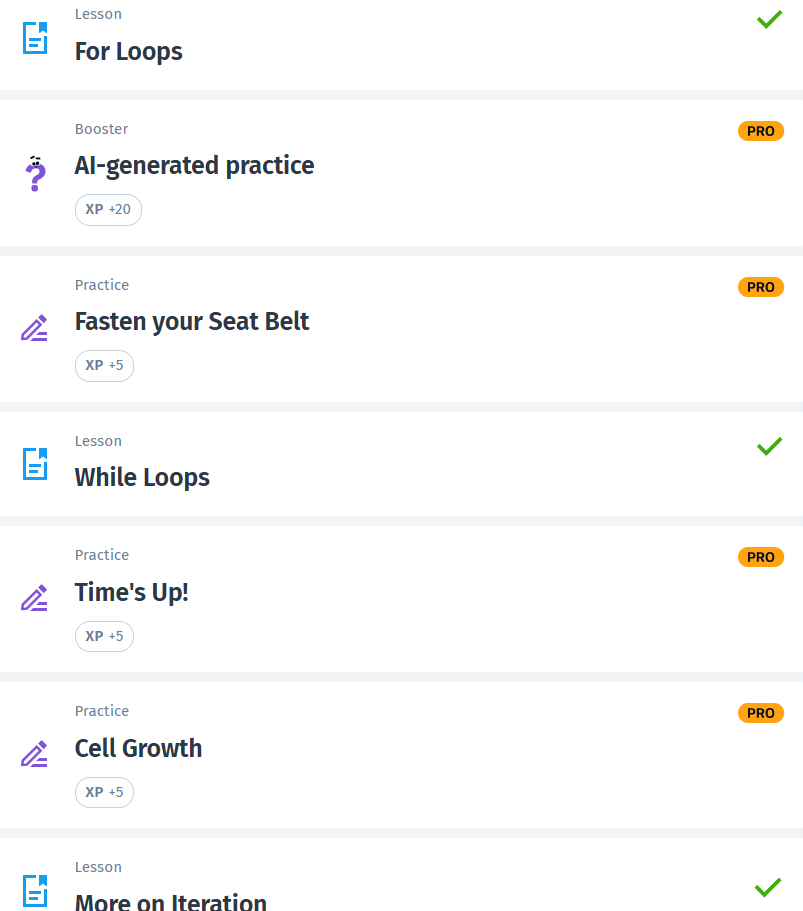 Lesson
For Loops
Booster
PRO
AI-generated practice
XP +20
Practice
PRO
Fasten your Seat Belt
XP +5
Lesson
While Loops
Practice
PRO
Time's Up!
XP +5
Practice
PRO
Cell Growth
XP +5
Lesson
More on Iteration